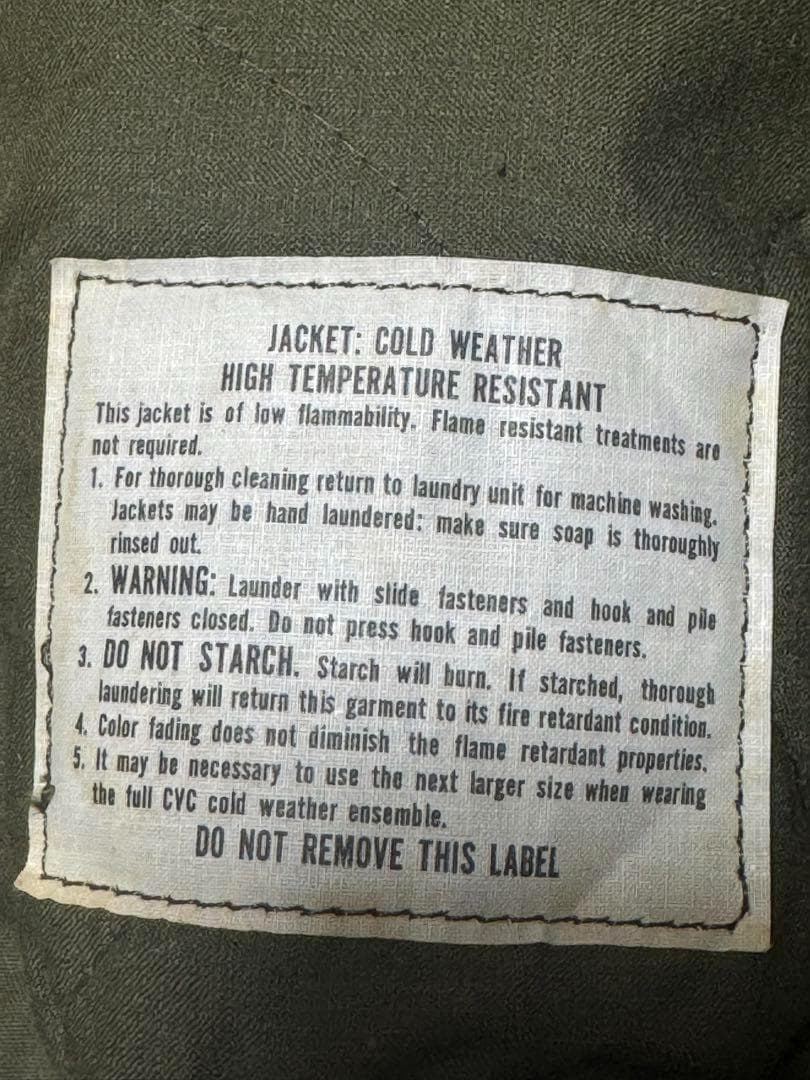 JACKET: COLD WEATHER
HIGH TEMPERATURE RESISTANT
This jacket is of low flammability. Flame resistant treatments are
not required.
1. For thorough cleaning return to laundry unit for machine washing.
Jackets may be hand laundered: make sure soap is thoroughly
rinsed out.
2. WARNING: Launder with slide fasteners and hook and pile
fasteners closed. Do not press hook and pile fasteners.
3. DO NOT STARCH. Starch will burn. If starched, thorough
laundering will return this garment to its fire retardant condition.
4. Color fading does not diminish the flame retardant properties.
5. It may be necessary to use the next larger size when wearing
the full CVC cold weather ensemble.
DO NOT REMOVE THIS LABEL